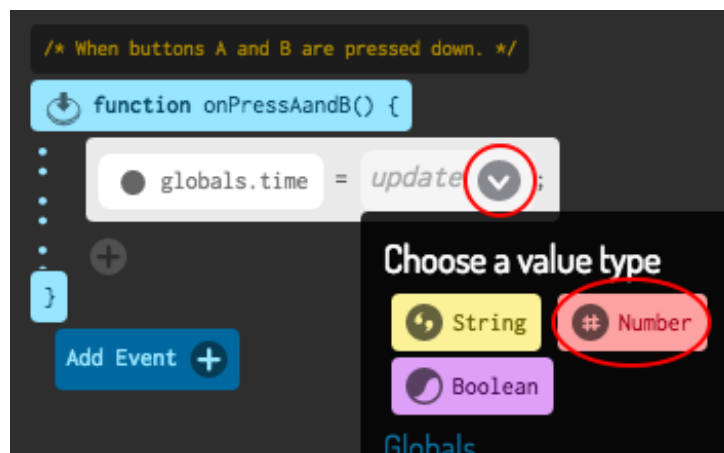 /* When buttons A and B are pressed down. */
function onPressAandB() {
globals.time = update ;
Choose a value type
String # Number
}
Add Event +
Boolean
Globals